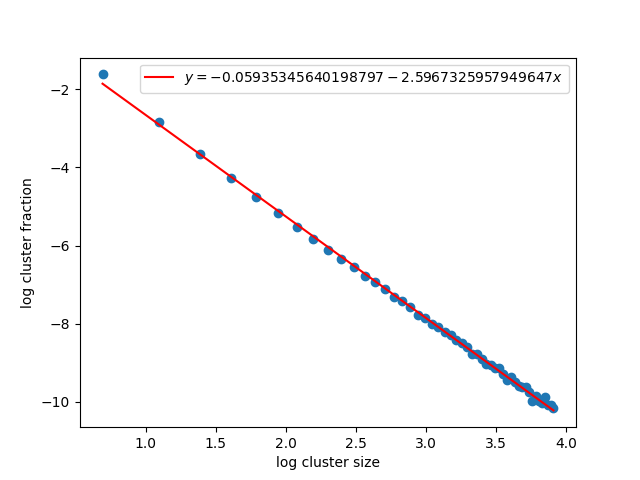 y = −0.05935345640198797 − 2.5967325957949647x
−2
−4
−6
−8
−10
log cluster fraction
1.0 1.5 2.0 2.5 3.0 3.5 4.0
log cluster size